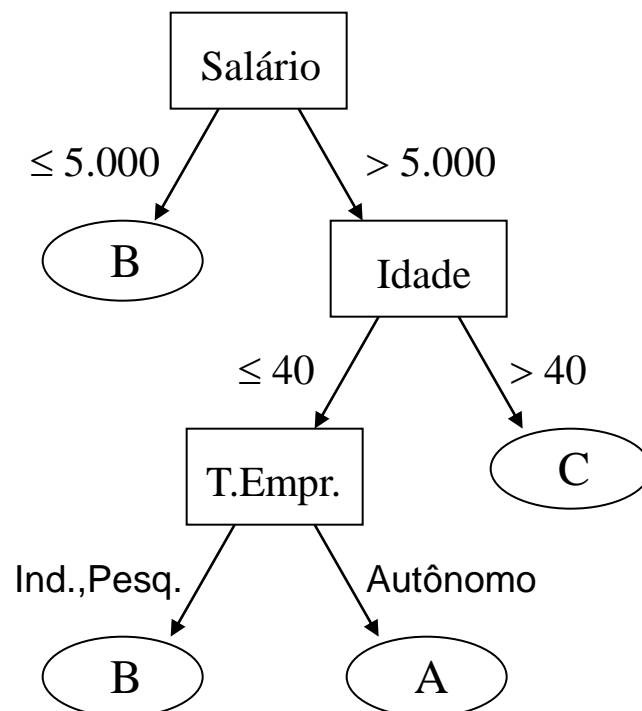 Salário
≤ 5.000
> 5.000
B
Idade
≤ 40
> 40
T.Empr.
C
Ind.,Pesq.
Autônomo
B
A